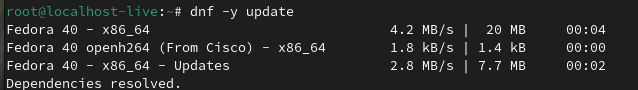 root@localhost-live:~# dnf -y update
Fedora 40 - x86_64                              4.2 MB/s |  20 MB     00:04
Fedora 40 openh264 (From Cisco) - x86_64        1.8 kB/s | 1.4 kB     00:00
Fedora 40 - x86_64 - Updates                    2.8 MB/s | 7.7 MB     00:02
Dependencies resolved.